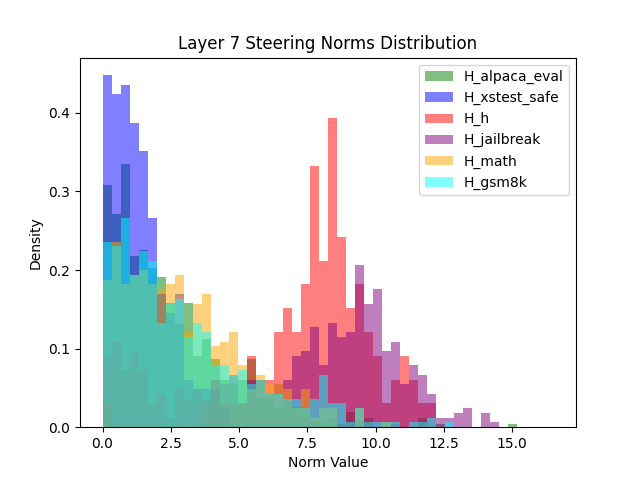 Layer 7 Steering Norms Distribution
H_alpaca_eval
H_xstest_safe
H_h
H_jailbreak
H_math
H_gsm8k
0.4
0.3
0.2
0.1
0.0
Density
0.0 2.5 5.0 7.5 10.0 12.5 15.0
Norm Value